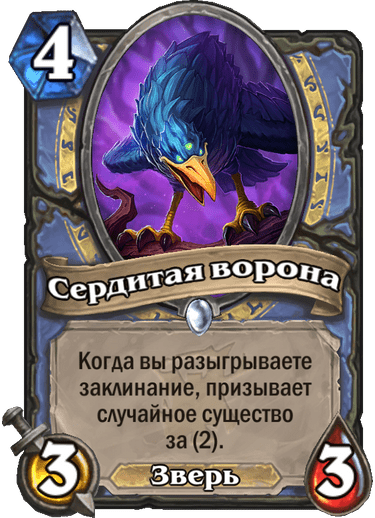 4
Сердитая ворона
Когда вы разыгрываете
заклинание, призывает
случайное существо
за (2).
3
Зверь
3